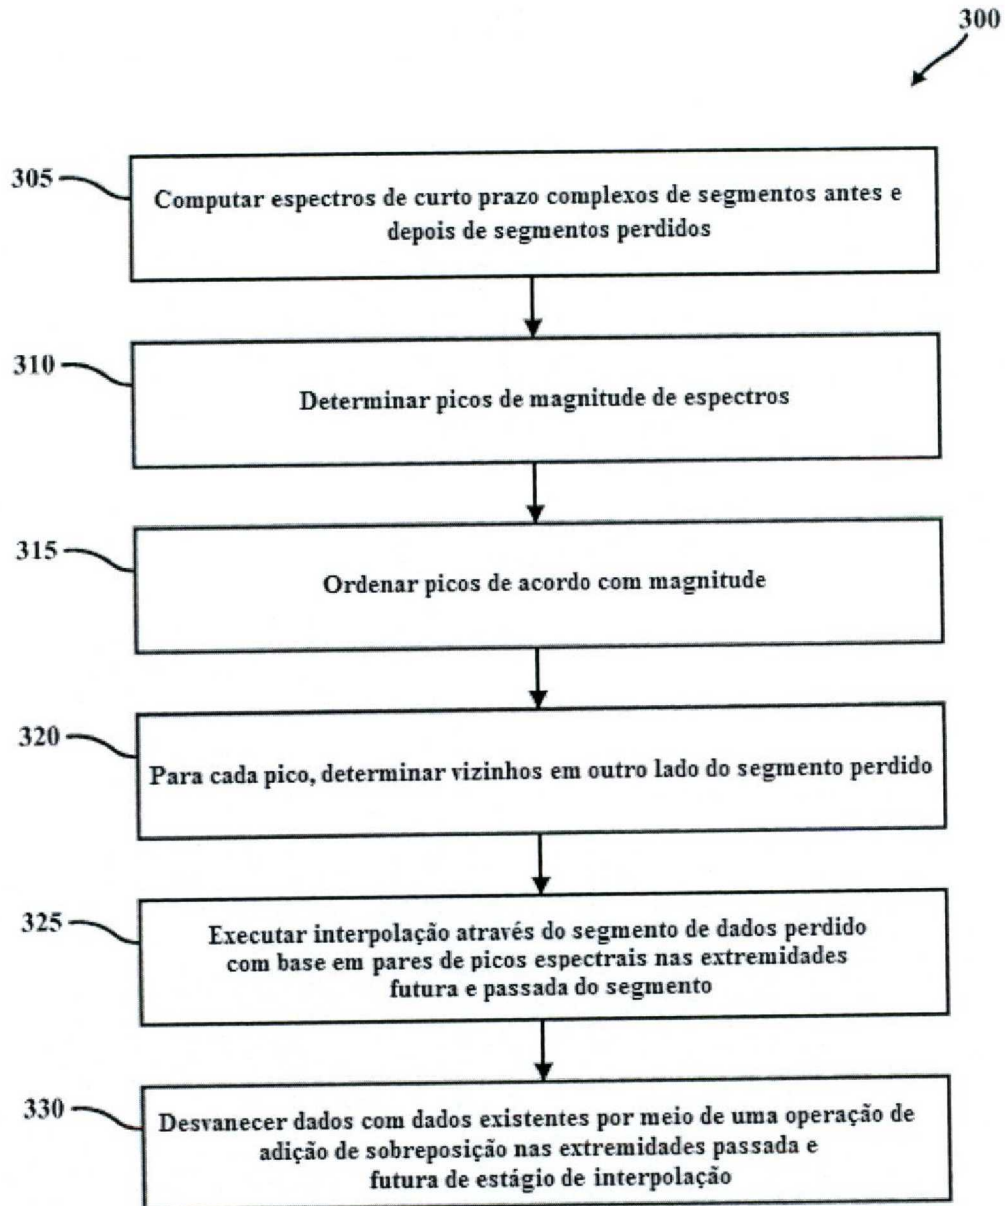 300
305
Computar espectros de curto prazo complexos de segmentos antes e
depois de segmentos perdidos
310
Determinar picos de magnitude de espectros
315
Ordenar picos de acordo com magnitude
320
Para cada pico, determinar vizinhos em outro lado do segmento perdido
325
Executar interpolação através do segmento de dados perdido
com base em pares de picos espectrais nas extremidades
futura e passada do segmento
330
Desvanecer dados com dados existentes por meio de uma operação de
adição de sobreposição nas extremidades passada e
futura de estágio de interpolação